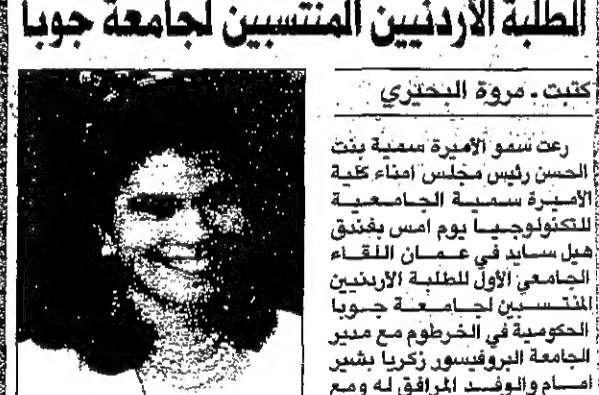 الطلبة الأردنيين المنتسبين لجامعة جوبا
كتبت ـ مروة البحيري
رعت سمو الأميرة سمية بنت
الحسن رئيس مجلس امناء كلية
الأميرة سمية الجامعية
للتكنولوجيا يوم امس بفندق
هيل سايد في عمان اللقاء
الجامعي الأول للطلبة الاردنيين
المنتسبين لجامعة جوبا
الحكومية في الخرطوم مع مدير
الجامعة البروفيسور زكريا بشير
امام والوفد المرافق له ومع